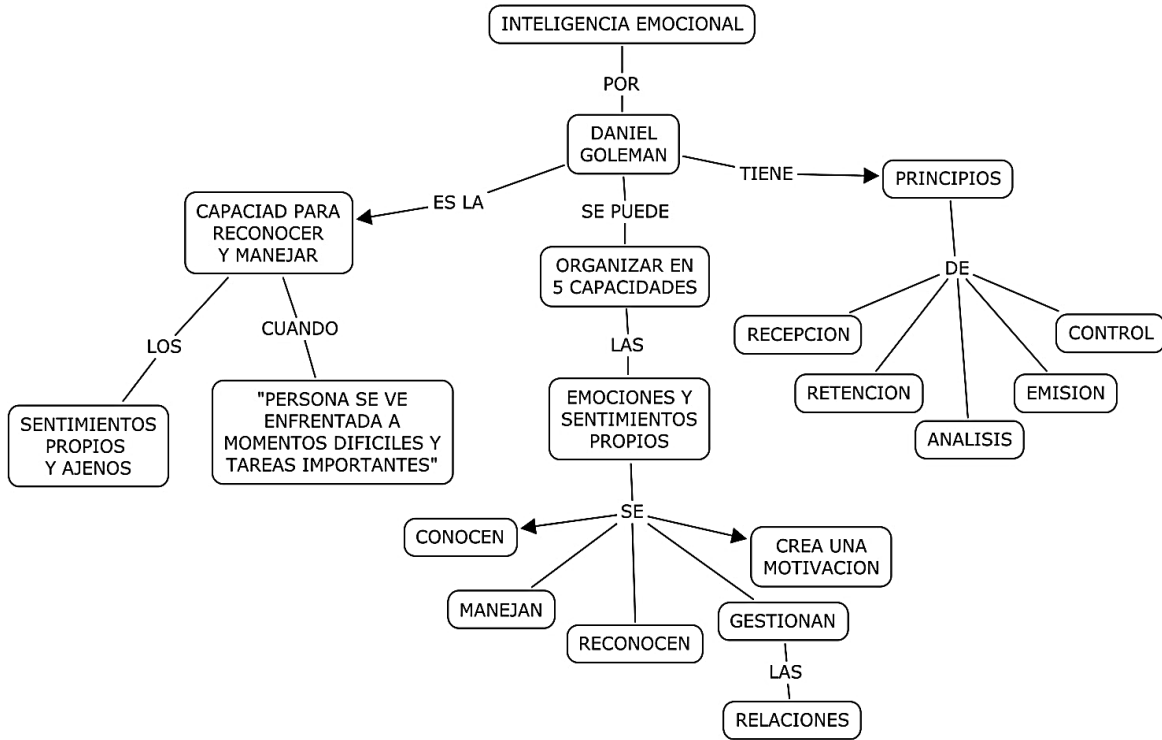 INTELIGENCIA EMOCIONAL
POR
DANIEL
GOLEMAN
ES LA
CAPACIAD PARA
RECONOCER
Y MANEJAR
LOS
SENTIMIENTOS
PROPIOS
Y AJENOS
CUANDO
"PERSONA SE VE
ENFRENTADA A
MOMENTOS DIFICILES Y
TAREAS IMPORTANTES"
SE PUEDE
ORGANIZAR EN
5 CAPACIDADES
LAS
EMOCIONES Y
SENTIMIENTOS
PROPIOS
SE
CONOCEN
MANEJAN
RECONOCEN
GESTIONAN
LAS
RELACIONES
CREA UNA
MOTIVACION
TIENE
PRINCIPIOS
DE
RECEPCION
RETENCION
ANALISIS
EMISION
CONTROL